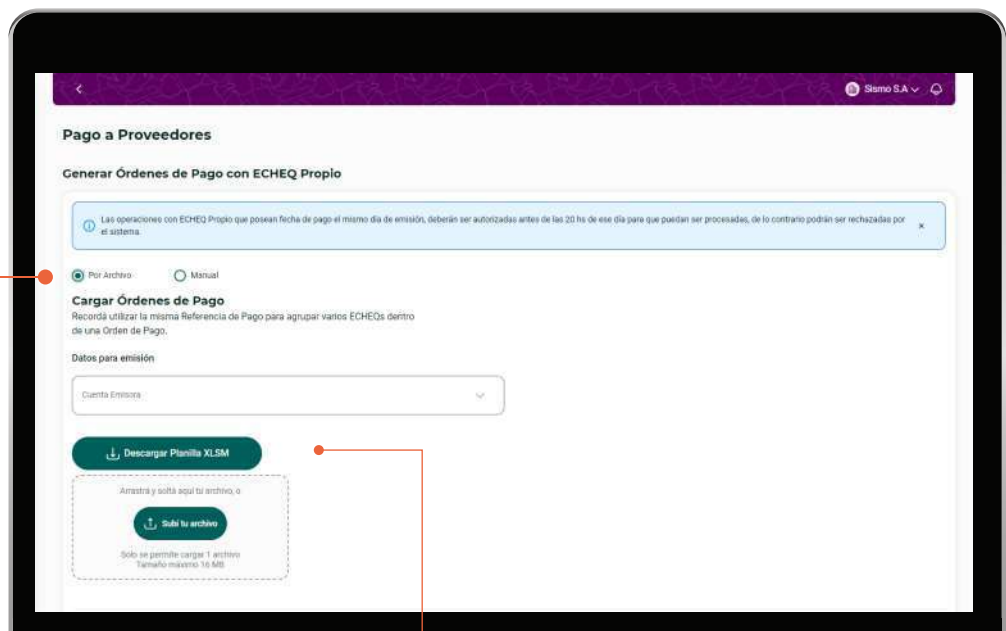 Sismo S.A
Pago a Proveedores
Generar Órdenes de Pago con ECHEQ Propio
Las operaciones con ECHEQ Propio que posean fecha de pago el mismo día de emisión, deberán ser autorizadas antes de las 20 hs de ese día para que puedan ser procesadas, de lo contrario podrán ser rechazadas por
el sistema.
Por Archivo Manual
Cargar Órdenes de Pago
Recordá utilizar la misma Referencia de Pago para agrupar varios ECHEQs dentro
de una Orden de Pago.
Datos para emisión
Cuenta Emisora
Descargar Planilla XLSM
Arrastra y soltá aquí tu archivo, o
Subí tu archivo
Solo se permite cargar 1 archivo
Tamaño máximo 16 MB